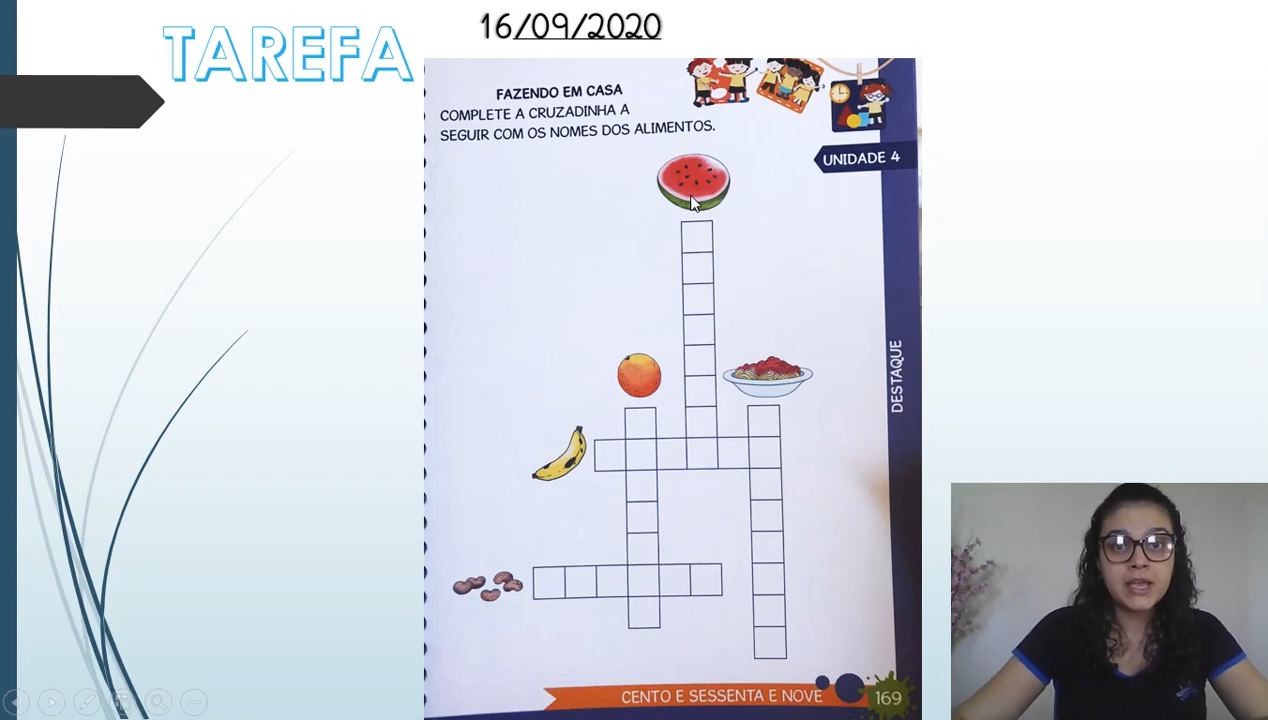 TAREFA
16/09/2020
FAZENDO EM CASA
COMPLETE A CRUZADINHA A
SEGUIR COM OS NOMES DOS ALIMENTOS.
UNIDADE 4
DESTAQUE
CENTO E SESSENTA E NOVE
169